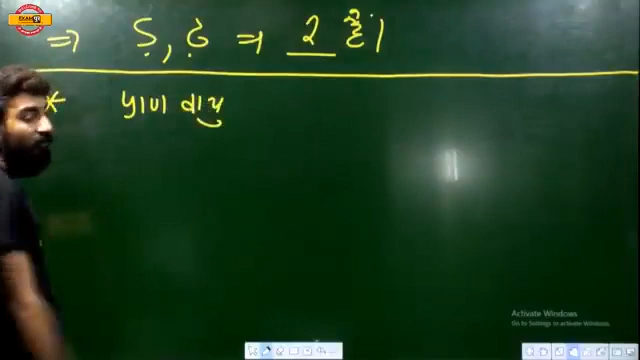 ⇒ ड़, ढ़ ⇒ 2 हैं।
* प्राण वायु
Activate Windows
Go to Settings to activate Windows.